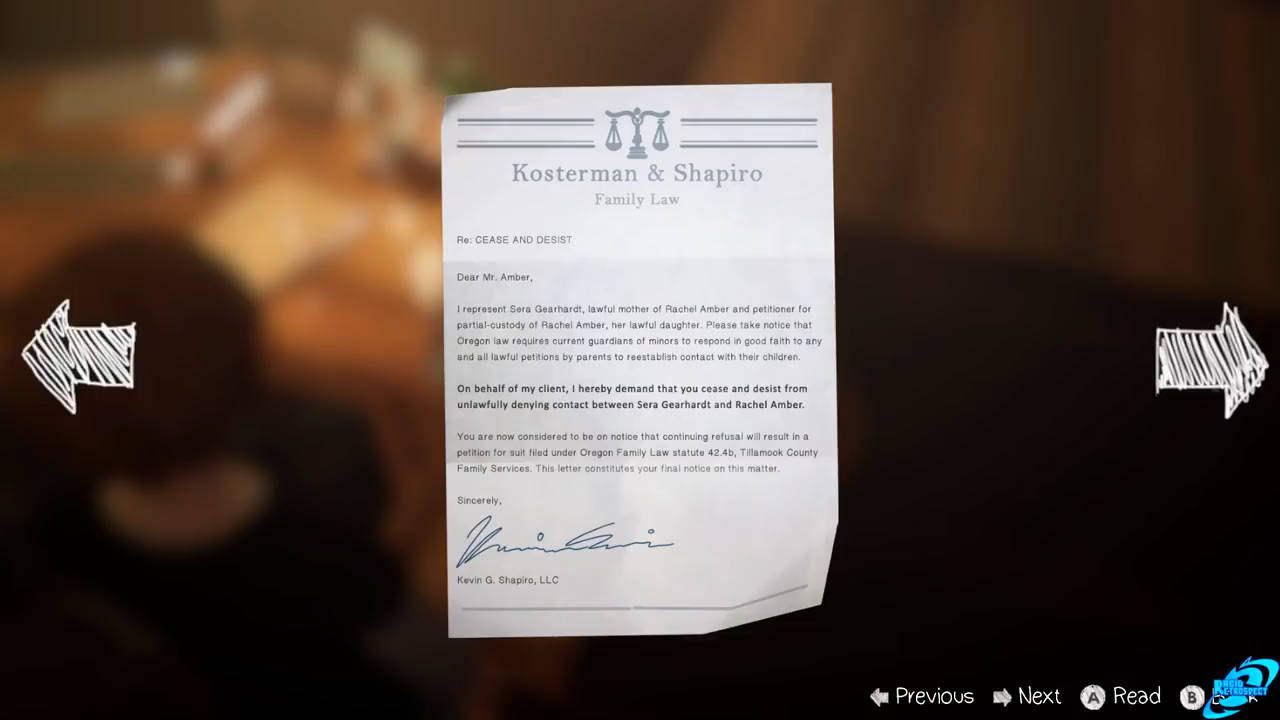 Kosterman & Shapiro
Family Law
Re: CEASE AND DESIST
Dear Mr. Amber,
I represent Sera Gearhardt, lawful mother of Rachel Amber and petitioner for
partial-custody of Rachel Amber, her lawful daughter. Please take notice that
Oregon law requires current guardians of minors to respond in good faith to any
and all lawful petitions by parents to reestablish contact with their children.
On behalf of my client, I hereby demand that you cease and desist from
unlawfully denying contact between Sera Gearhardt and Rachel Amber.
You are now considered to be on notice that continuing refusal will result in a
petition for suit filed under Oregon Family Law statute 42.4b, Tillamook County
Family Services. This letter constitutes your final notice on this matter.
Sincerely,
Kevin G. Shapiro, LLC
Previous Next A Read B